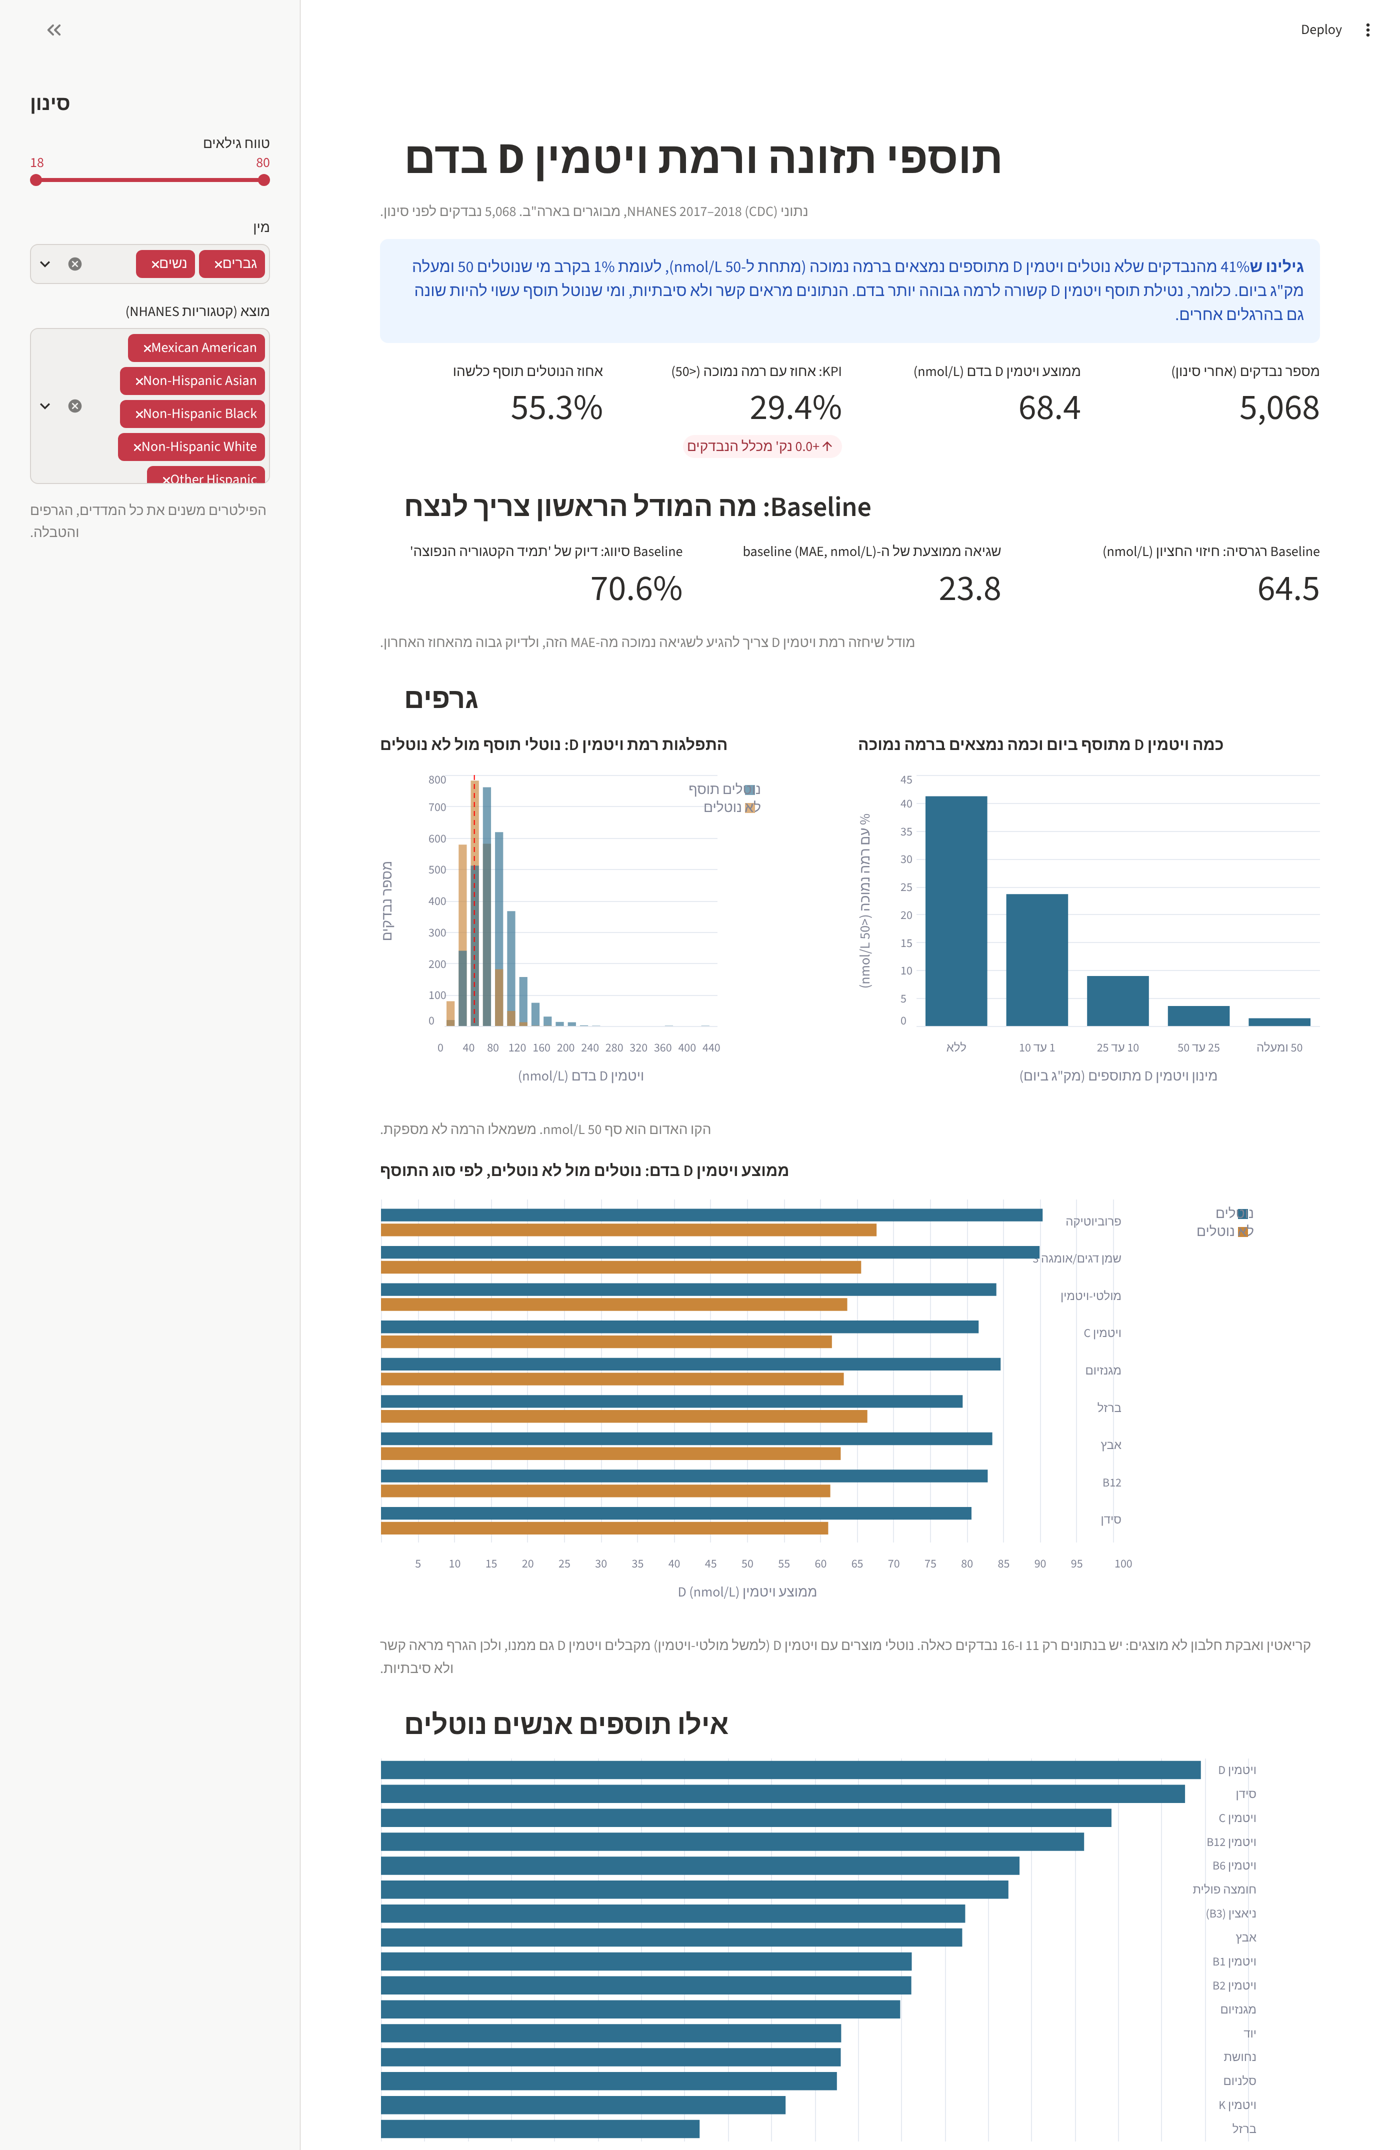 Deploy
סינון
טווח גילאים
18 80
מין
גברים× נשים×
מוצא (קטגוריות NHANES)
Mexican American×
Non-Hispanic Asian×
Non-Hispanic Black×
Non-Hispanic White×
Other Hispanic×
הפילטרים משנים את כל המדדים, הגרפים
והטבלה.
תוספי תזונה ורמת ויטמין D בדם
נתוני NHANES 2017–2018 (CDC), מבוגרים בארה"ב. 5,068 נבדקים לפני סינון.
גילינו ש41% מהנבדקים שלא נוטלים ויטמין D מתוספים נמצאים ברמה נמוכה (מתחת ל-50 nmol/L), לעומת 1% בקרב מי שנוטלים 50 ומעלה
מק"ג ביום. כלומר, נטילת תוסף ויטמין D קשורה לרמה גבוהה יותר בדם. הנתונים מראים קשר ולא סיבתיות, ומי שנוטל תוסף עשוי להיות שונה
גם בהרגלים אחרים.
מספר נבדקים (אחרי סינון)
5,068
ממוצע ויטמין D בדם (nmol/L)
68.4
KPI: אחוז עם רמה נמוכה (<50)
29.4%
↑ +0.0 נק' מכלל הנבדקים
אחוז הנוטלים תוסף כלשהו
55.3%
Baseline: מה המודל הראשון צריך לנצח
Baseline רגרסיה: חיזוי החציון (nmol/L)
64.5
שגיאה ממוצעת של ה-baseline (MAE, nmol/L)
23.8
Baseline סיווג: דיוק של 'תמיד הקטגוריה הנפוצה'
70.6%
מודל שיחזה רמת ויטמין D צריך להגיע לשגיאה נמוכה מה-MAE הזה, ולדיוק גבוה מהאחוז האחרון.
גרפים
כמה ויטמין D מתוסף ביום וכמה נמצאים ברמה נמוכה
% עם רמה נמוכה (<50 nmol/L)
45
40
35
30
25
20
15
10
5
0
ללא 1 עד 10 10 עד 25 25 עד 50 50 ומעלה
מינון ויטמין D מתוספים (מק"ג ביום)
התפלגות רמת ויטמין D: נוטלי תוסף מול לא נוטלים
נוטלים תוסף
לא נוטלים
מספר נבדקים
800
700
600
500
400
300
200
100
0
0 40 80 120 160 200 240 280 320 360 400 440
ויטמין D בדם (nmol/L)
הקו האדום הוא סף 50 nmol/L. משמאלו הרמה לא מספקת.
ממוצע ויטמין D בדם: נוטלים מול לא נוטלים, לפי סוג התוסף
נוטלים
לא נוטלים
פרוביוטיקה
שמן דגים/אומגה 3
מולטי-ויטמין
ויטמין C
מגנזיום
ברזל
אבץ
B12
סידן
5 10 15 20 25 30 35 40 45 50 55 60 65 70 75 80 85 90 95 100
ממוצע ויטמין D (nmol/L)
קריאטין ואבקת חלבון לא מוצגים: יש בנתונים רק 11 ו-16 נבדקים כאלה. נוטלי מוצרים עם ויטמין D (למשל מולטי-ויטמין) מקבלים ויטמין D גם ממנו, ולכן הגרף מראה קשר
ולא סיבתיות.
אילו תוספים אנשים נוטלים
ויטמין D
סידן
ויטמין C
ויטמין B12
ויטמין B6
חומצה פולית
ניאצין (B3)
אבץ
ויטמין B1
ויטמין B2
מגנזיום
יוד
נחושת
סלניום
ויטמין K
ברזל